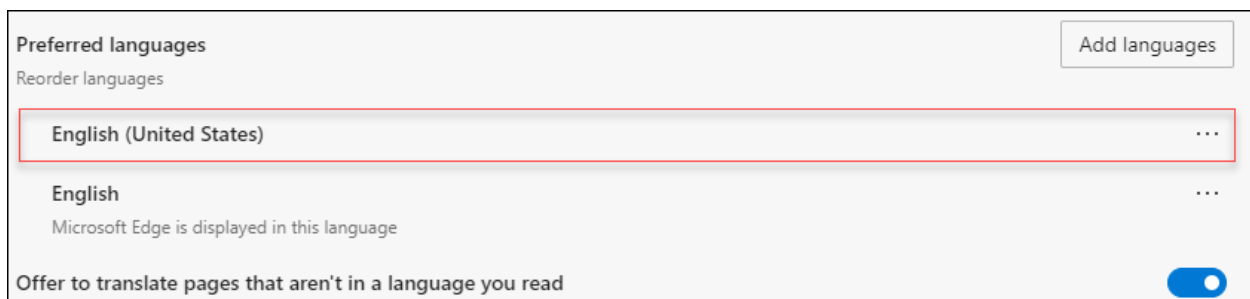 Preferred languages
Add languages
Reorder languages
English (United States)
English
Microsoft Edge is displayed in this language
Offer to translate pages that aren't in a language you read